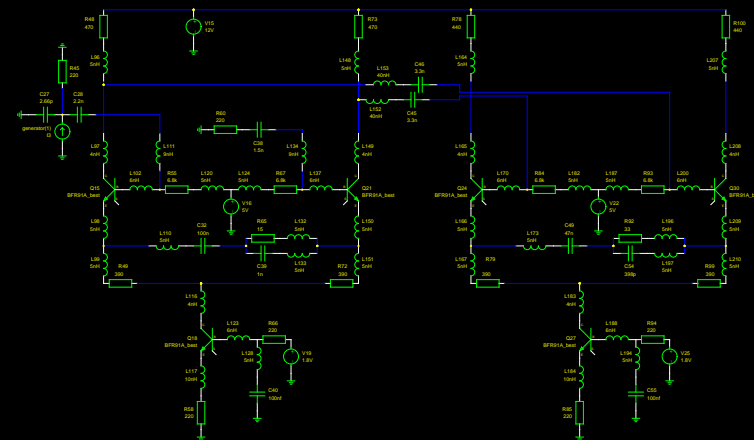 R48
470
V15
12V
R73
470
R78
440
R100
440
L96
5nH
L148
5nH
L164
5nH
L207
5nH
R45
220
L153
40nH
C46
3.3n
C27
2.66p
C28
2.2n
L152
40nH
C45
3.3n
generator(1)
I3
R60
220
C38
1.5n
L97
4nH
L111
9nH
L134
9nH
L149
4nH
L165
4nH
L208
4nH
Q15
BFR91A_best
L102
6nH
R55
6.8k
L120
5nH
L124
5nH
R67
6.8k
L137
6nH
Q21
BFR91A_best
Q24
BFR91A_best
L170
6nH
R84
6.8k
L182
5nH
L187
5nH
R93
6.8k
L200
6nH
Q30
BFR91A_b
V16
5V
V22
5V
L98
5nH
L110
5nH
C32
100n
R65
15
L132
5nH
L150
5nH
L166
5nH
L173
5nH
C49
47n
R92
33
L196
5nH
L209
5nH
L99
5nH
C39
1n
L133
5nH
L151
5nH
L167
5nH
C54
398p
L197
5nH
L210
5nH
R49
390
R72
390
R79
390
R99
390
L116
4nH
L183
4nH
Q18
BFR91A_best
L123
6nH
R66
220
Q27
BFR91A_best
L188
6nH
R94
220
L128
5nH
V19
1.8V
L194
5nH
V25
1.8V
L117
10nH
L184
10nH
C40
100nf
C55
100nf
R58
220
R85
220